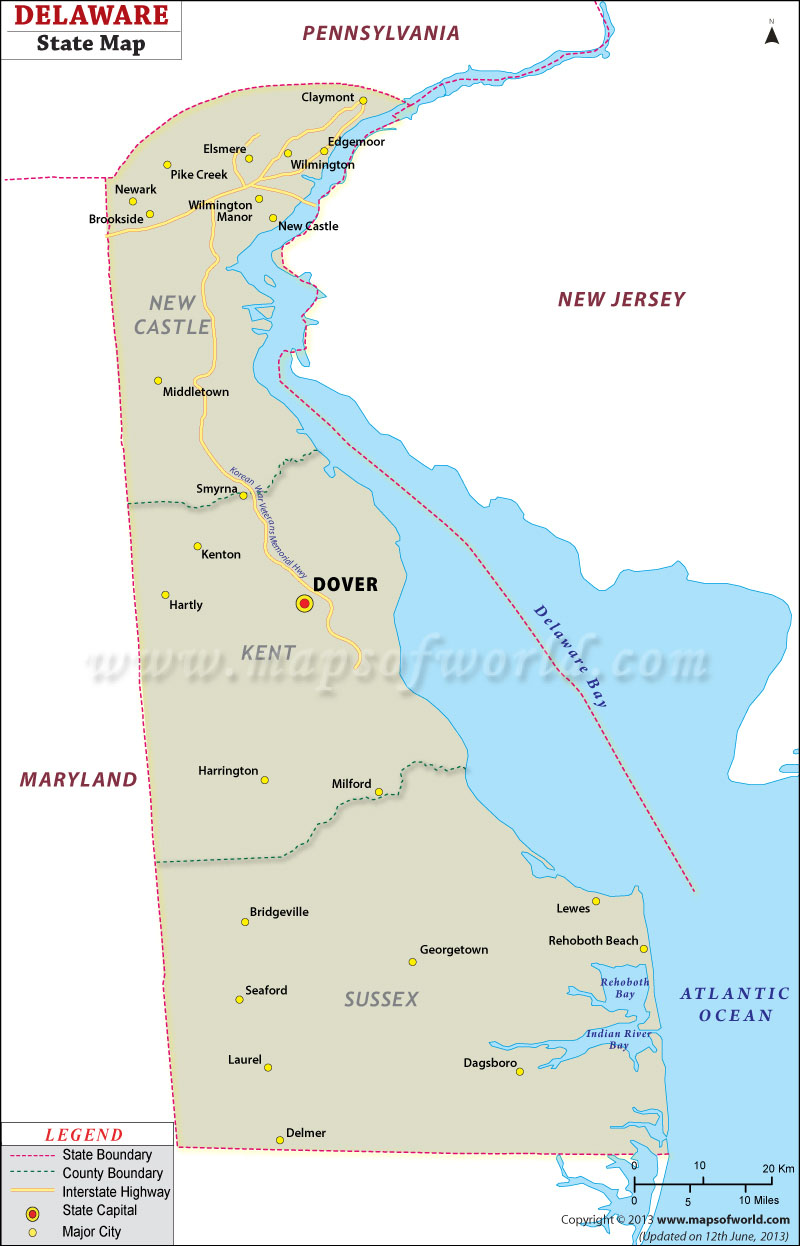 DELAWARE
State Map
PENNSYLVANIA
N
Claymont
Edgemoor
Elsmere
Wilmington
Pike Creek
Newark
Wilmington
Manor
Brookside
New Castle
NEW
CASTLE
NEW JERSEY
Middletown
Smyrna
Korean War Veterans Memorial Hwy
Kenton
DOVER
Hartly
Delaware Bay
KENT
www.mapsofworld.com
MARYLAND
Harrington
Milford
Bridgeville
Lewes
Georgetown
Rehoboth Beach
Seaford
SUSSEX
Rehoboth
Bay
ATLANTIC
OCEAN
Indian River
Bay
Laurel
Dagsboro
Delmer
LEGEND
State Boundary
County Boundary
Interstate Highway
State Capital
Major City
0 10 20 Km
0 5 10 Miles
Copyright © 2013 www.mapsofworld.com
(Updated on 12th June, 2013)